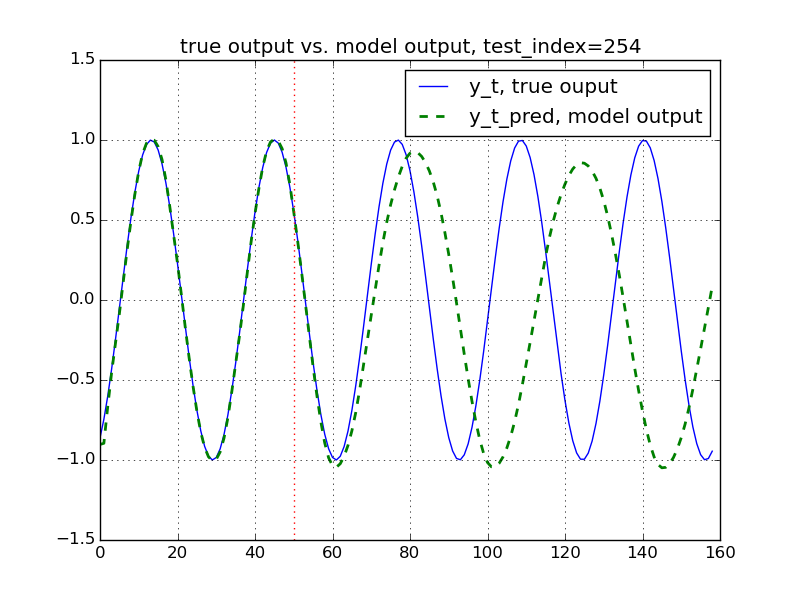 true output vs. model output, test_index=254
y_t, true ouput
y_t_pred, model output
1.5
1.0
0.5
0.0
−0.5
−1.0
−1.5
0 20 40 60 80 100 120 140 160